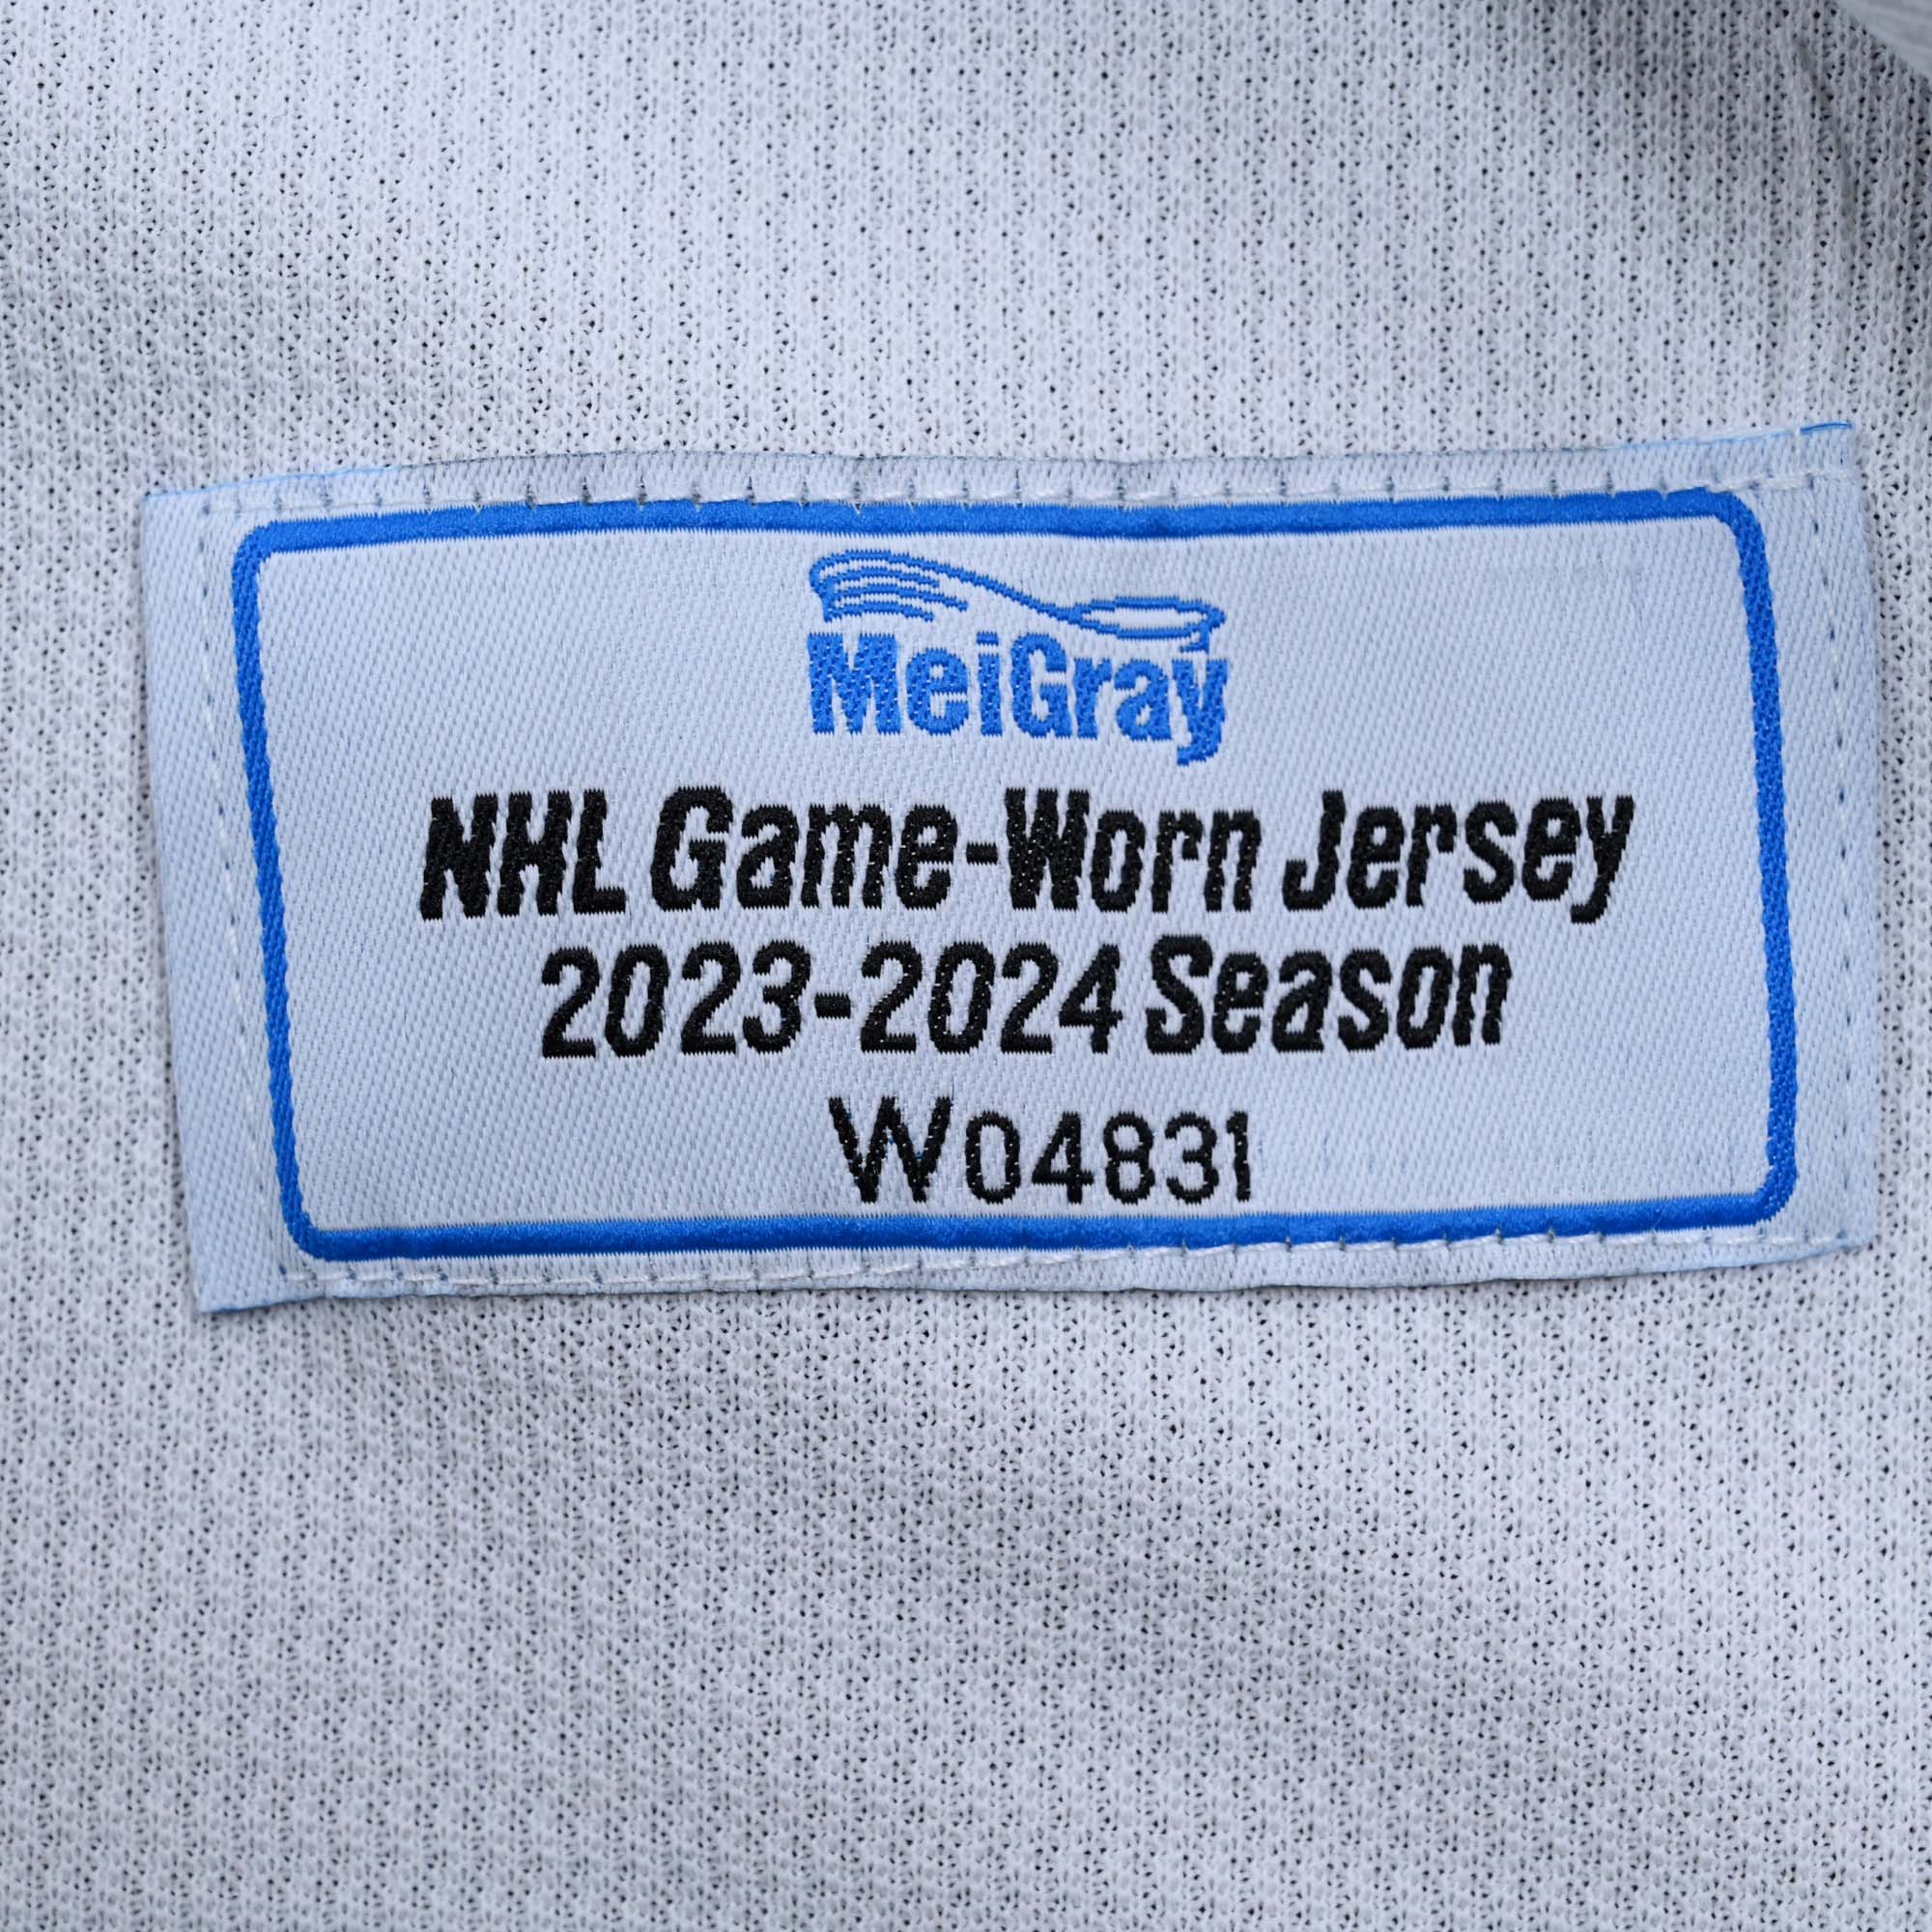 MeiGray
NHL Game-Worn Jersey
2023-2024 Season
W04831